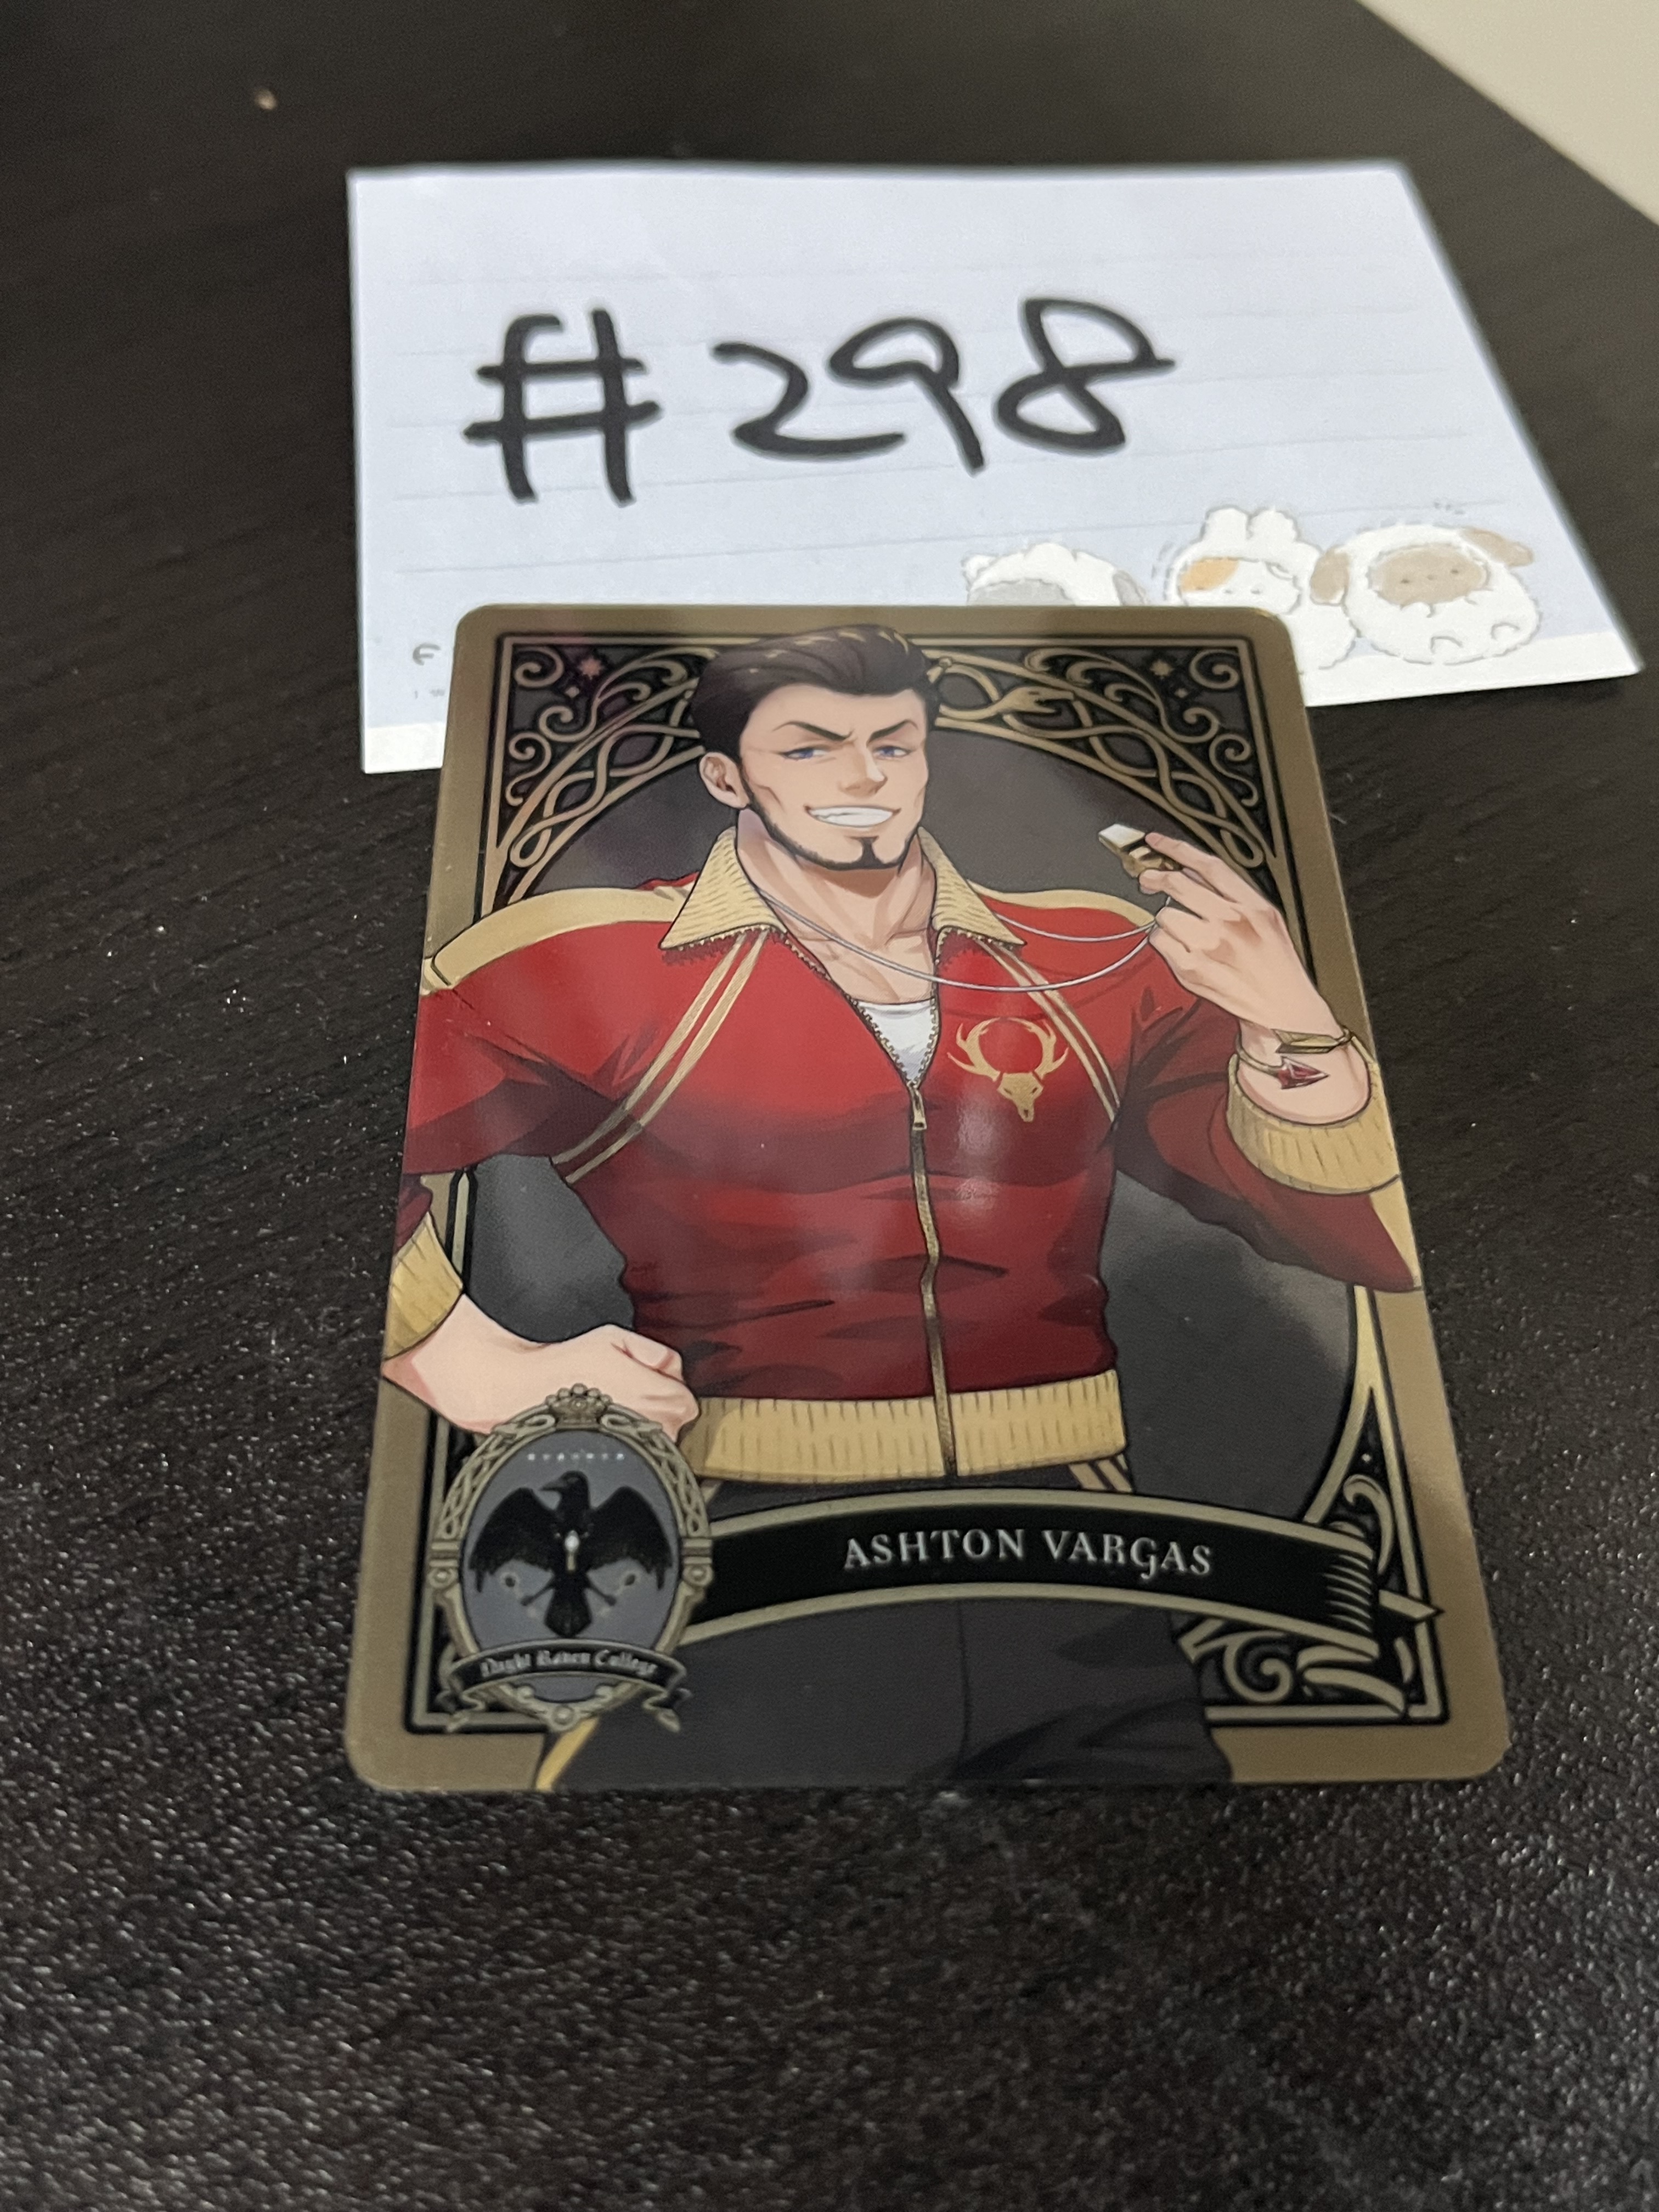 #298
ASHTON VARGAS
Night Raven College